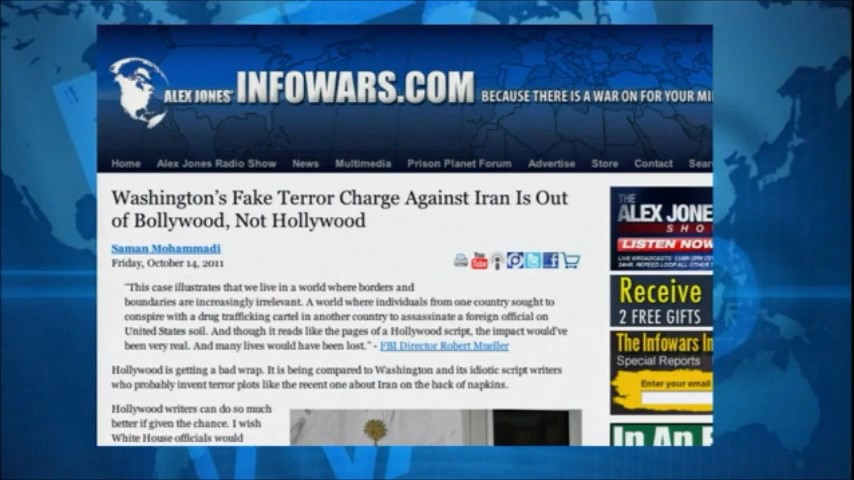 ALEX JONES' INFOWARS.COM BECAUSE THERE IS A WAR ON FOR YOUR
Home Alex Jones Radio Show News Multimedia Prison Planet Forum Advertise Store Contact
Washington's Fake Terror Charge Against Iran Is Out
of Bollywood, Not Hollywood
Saman Mohammadi
Friday, October 14, 2011
You Tube
"This case illustrates that we live in a world where borders and
boundaries are increasingly irrelevant. A world where individuals from one country sought to
conspire with a drug trafficking cartel in another country to assassinate a foreign official on
United States soil. And though it reads like the pages of a Hollywood script, the impact would've
been very real. And many lives would have been lost." - FBI Director Robert Mueller
Hollywood is getting a bad wrap. It is being compared to Washington and its idiotic script writers
who probably invent terror plots like the recent one about Iran on the back of napkins.
Hollywood writers can do so much
better if given the chance. I wish
White House officials would
THE
ALEX JONE
SHO
LISTEN NOW
Receive
2 FREE GIFTS
The Infowars In
Special Reports
Enter your email
In An